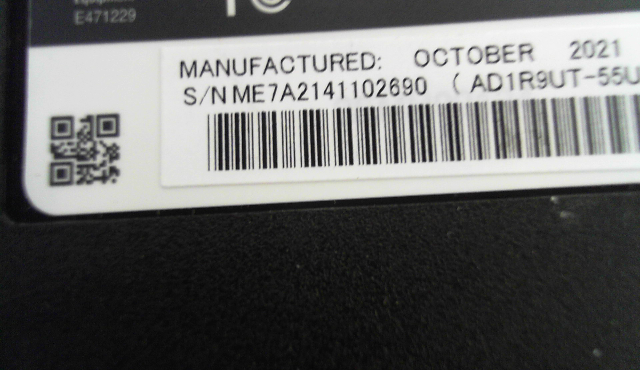 E471229
MANUFACTURED: OCTOBER 2021
S/N ME7A2141102690 ( AD1R9UT-55U